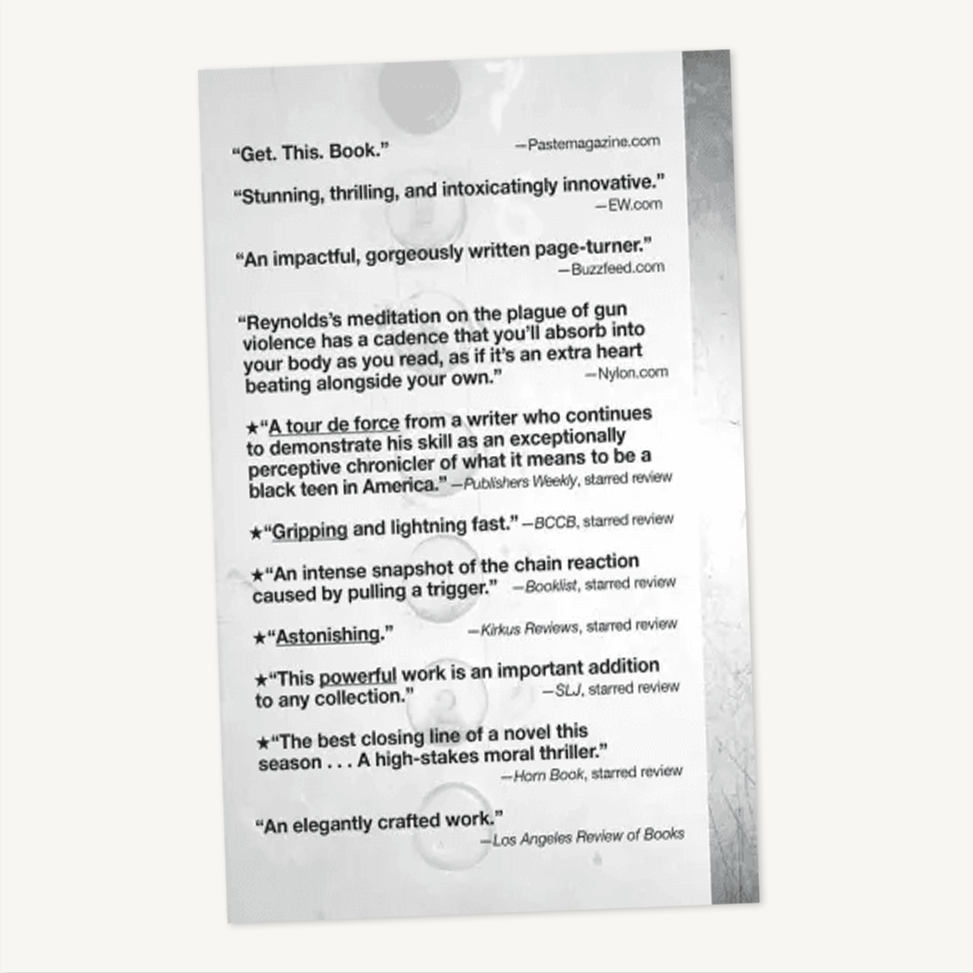 “Get. This. Book.” —Pastemagazine.com
“Stunning, thrilling, and intoxicatingly innovative.”
—EW.com
“An impactful, gorgeously written page-turner.”
—Buzzfeed.com
“Reynolds’s meditation on the plague of gun
violence has a cadence that you’ll absorb into
your body as you read, as if it’s an extra heart
beating alongside your own.” —Nylon.com
★“A tour de force from a writer who continues
to demonstrate his skill as an exceptionally
perceptive chronicler of what it means to be a
black teen in America.” —Publishers Weekly, starred review
★“Gripping and lightning fast.” —BCCB, starred review
★“An intense snapshot of the chain reaction
caused by pulling a trigger.” —Booklist, starred review
★“Astonishing.” —Kirkus Reviews, starred review
★“This powerful work is an important addition
to any collection.” —SLJ, starred review
★“The best closing line of a novel this
season . . . A high-stakes moral thriller.”
—Horn Book, starred review
“An elegantly crafted work.”
—Los Angeles Review of Books